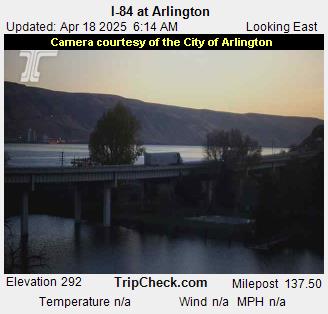 I-84 at Arlington
Updated: Apr 18 2025 6:14 AM Looking East
Camera courtesy of the City of Arlington
Elevation 292 TripCheck.com Milepost 137.50
Temperature n/a Wind n/a MPH n/a